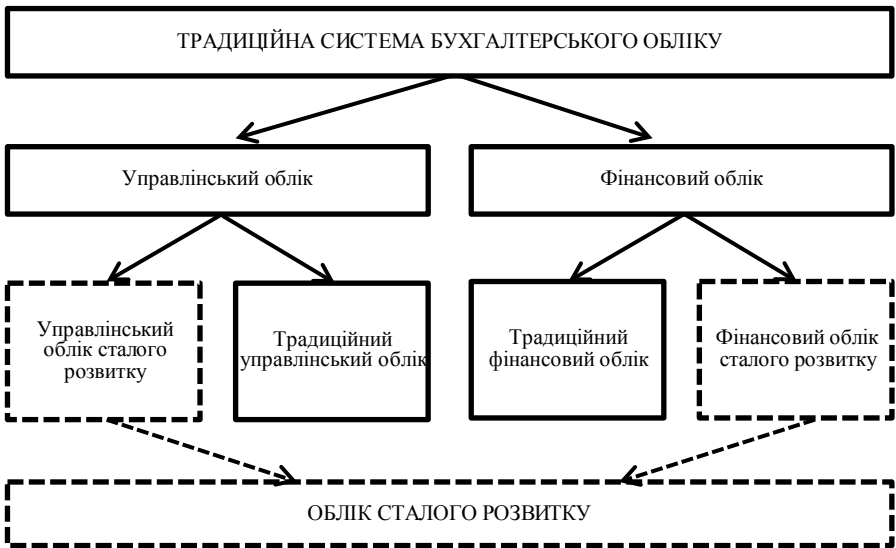 ТРАДИЦІЙНА СИСТЕМА БУХГАЛТЕРСЬКОГО ОБЛІКУ
Управлінський облік
Фінансовий облік
Управлінський
облік сталого
розвитку
Традиційний
управлінський облік
Традиційний
фінансовий облік
Фінансовий облік
сталого розвитку
ОБЛІК СТАЛОГО РОЗВИТКУ